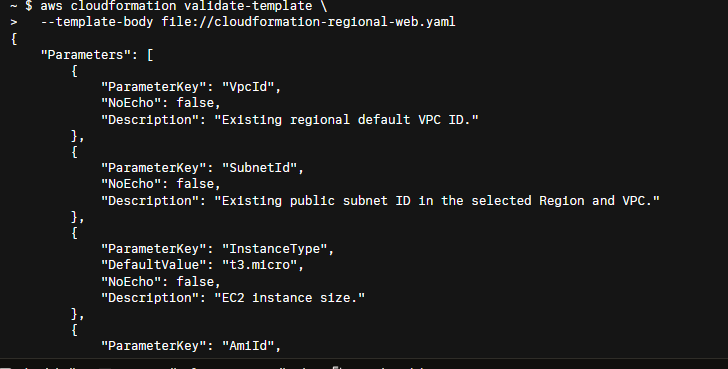 ~ $ aws cloudformation validate-template \
>   --template-body file://cloudformation-regional-web.yaml
{
    "Parameters": [
        {
            "ParameterKey": "VpcId",
            "NoEcho": false,
            "Description": "Existing regional default VPC ID."
        },
        {
            "ParameterKey": "SubnetId",
            "NoEcho": false,
            "Description": "Existing public subnet ID in the selected Region and VPC."
        },
        {
            "ParameterKey": "InstanceType",
            "DefaultValue": "t3.micro",
            "NoEcho": false,
            "Description": "EC2 instance size."
        },
        {
            "ParameterKey": "AmiId",